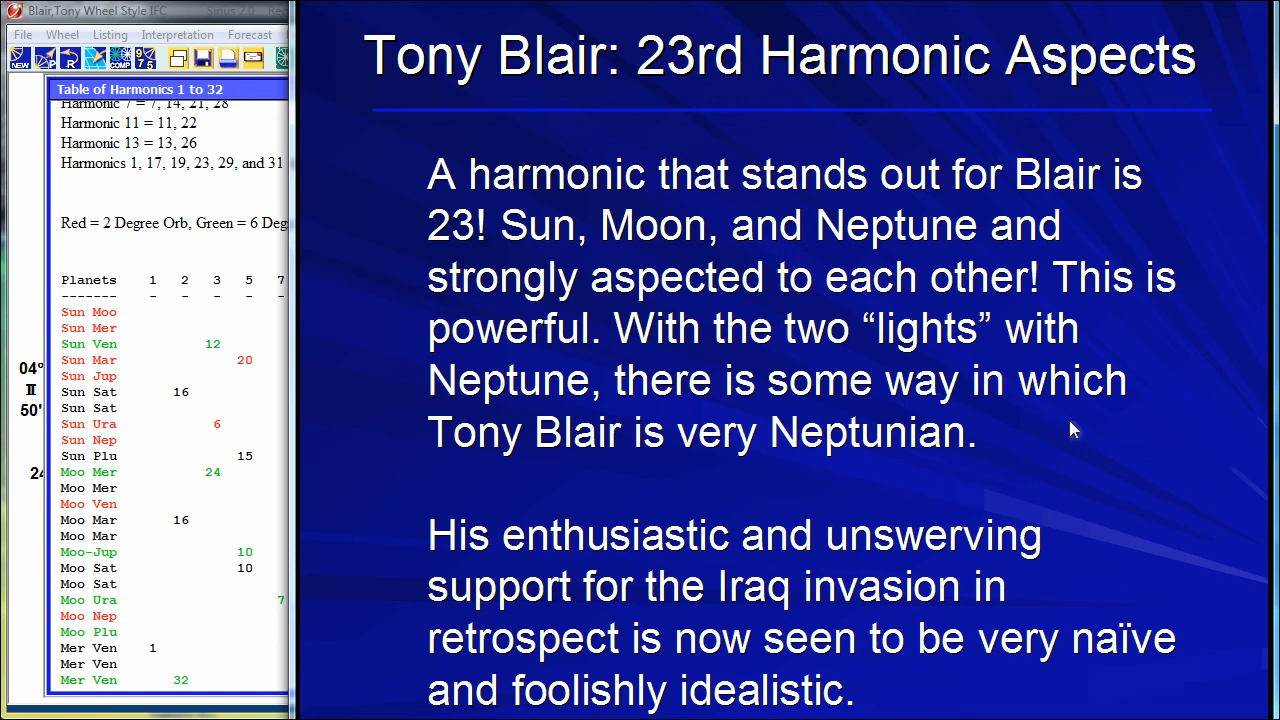 Blair,Tony Wheel Style IFC
Sirius 2.0
File Wheel Listing Interpretation Forecast
NEW P R COMP 9 7 5
Table of Harmonics 1 to 32
Harmonic 7 = 7, 14, 21, 28
Harmonic 11 = 11, 22
Harmonic 13 = 13, 26
Harmonics 1, 17, 19, 23, 29, and 31
Red = 2 Degree Orb, Green = 6 Deg
Planets 1 2 3 5 7
------- - - - - -
Sun Moo
Sun Mer
Sun Ven 12
Sun Mar 20
Sun Jup
Sun Sat 16
Sun Sat
Sun Ura 6
Sun Nep
Sun Plu 15
Moo Mer 24
Moo Mer
Moo Ven
Moo Mar 16
Moo Mar
Moo-Jup 10
Moo Sat 10
Moo Sat
Moo Ura 7
Moo Nep
Moo Plu
Mer Ven 1
Mer Ven
Mer Ven 32
04°
♊
50'
24
Tony Blair: 23rd Harmonic Aspects
A harmonic that stands out for Blair is
23! Sun, Moon, and Neptune and
strongly aspected to each other! This is
powerful. With the two “lights” with
Neptune, there is some way in which
Tony Blair is very Neptunian.
His enthusiastic and unswerving
support for the Iraq invasion in
retrospect is now seen to be very naïve
and foolishly idealistic.